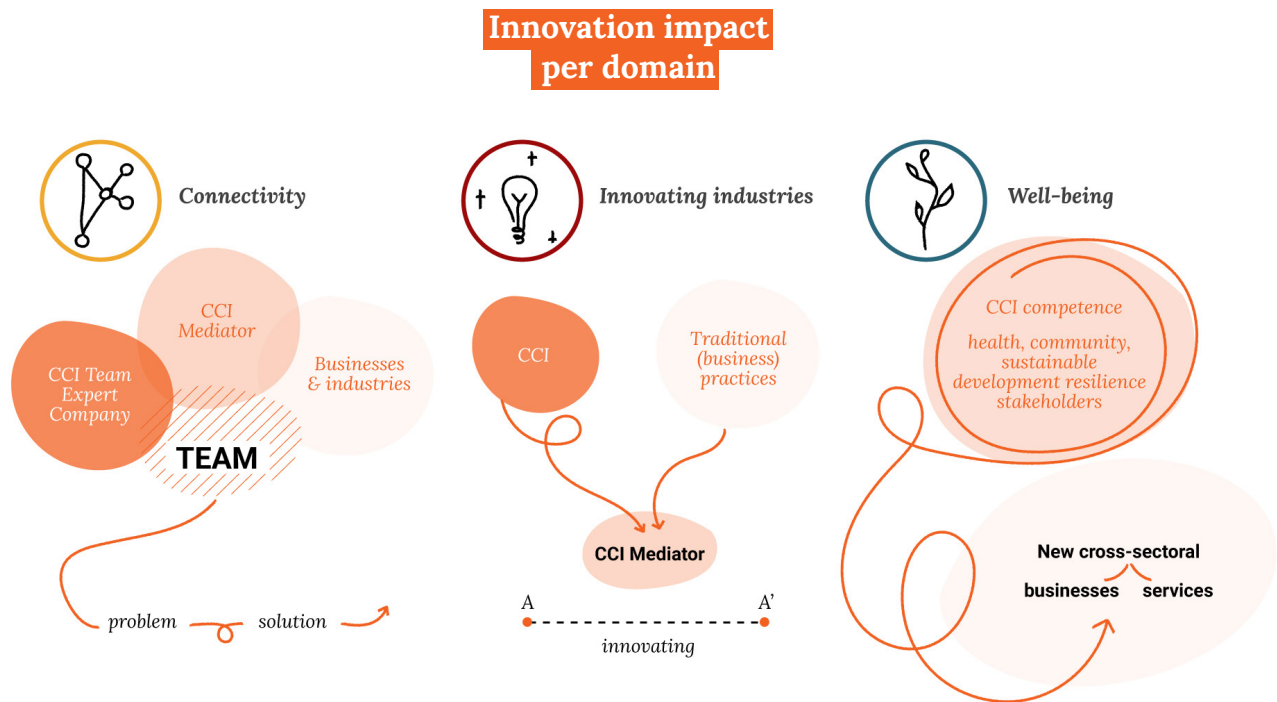 Innovation impact
per domain
Connectivity
CCI
Mediator
CCI Team
Expert
Company
Businesses
& industries
TEAM
problem
solution
Innovating industries
CCI
Traditional
(business)
practices
CCI Mediator
A
A’
innovating
Well-being
CCI competence
health, community,
sustainable
development resilience
stakeholders
New cross-sectoral
businesses
services